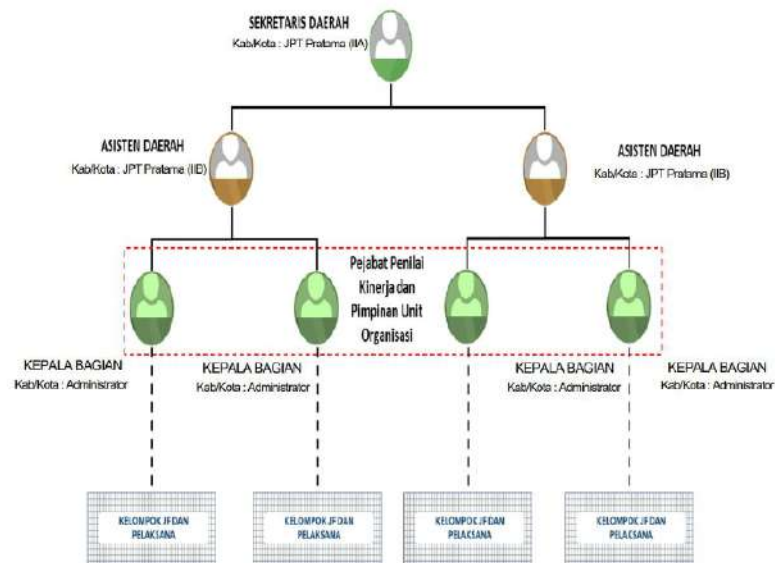 SEKRETARIS DAERAH
Kab/Kota : JPT Pratama (IIA)
ASISTEN DAERAH
Kab/Kota : JPT Pratama (IIB)
ASISTEN DAERAH
Kab/Kota : JPT Pratama (IIB)
Pejabat Penilai
Kinerja dan
Pimpinan Unit
Organisasi
KEPALA BAGIAN
Kab/Kota : Administrator
KEPALA BAGIAN
Kab/Kota : Administrator
KEPALA BAGIAN
Kab/Kota : Administrator
KEPALA BAGIAN
Kab/Kota : Administrator
KELOMPOK JF DAN
PELAKSANA
KELOMPOK JF DAN
PELAKSANA
KELOMPOK JF DAN
PELAKSANA
KELOMPOK JF DAN
PELAKSANA